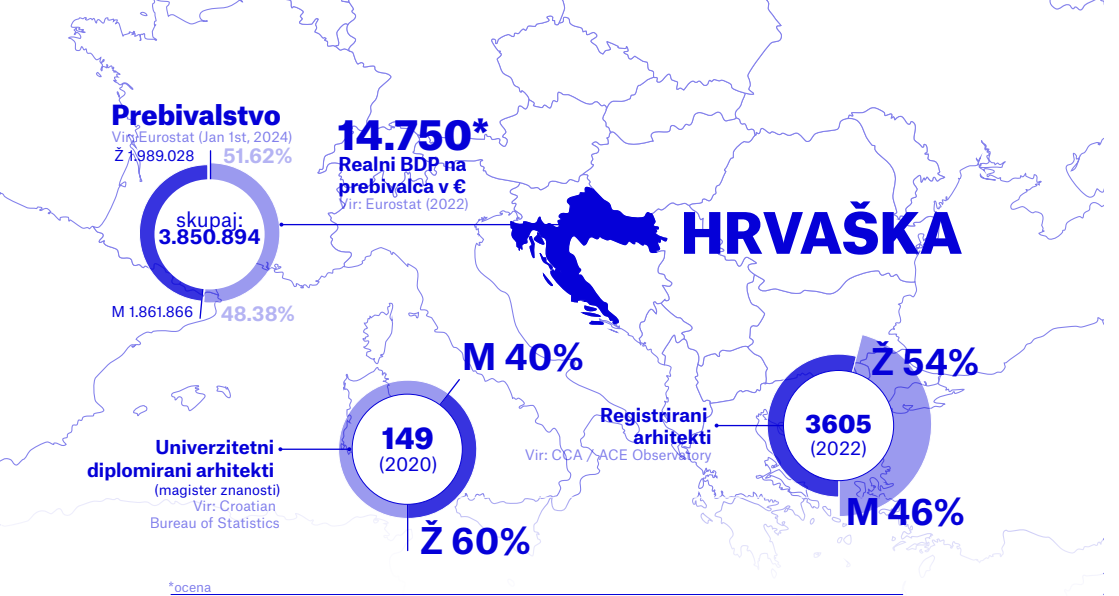 Prebivalstvo
Vir: Eurostat (Jan 1st, 2024)
Ž 1.989.028
51.62%
skupaj:
3.850.894
M 1.861.866
48.38%
14.750*
Realni BDP na
prebivalca v €
Vir: Eurostat (2022)
HRVAŠKA
M 40%
149
(2020)
Univerzitetni
diplomirani arhitekti
(magister znanosti)
Vir: Croatian
Bureau of Statistics
Ž 60%
Ž 54%
Registrirani
arhitekti
Vir: CCA / ACE Observatory
3605
(2022)
M 46%
*ocena